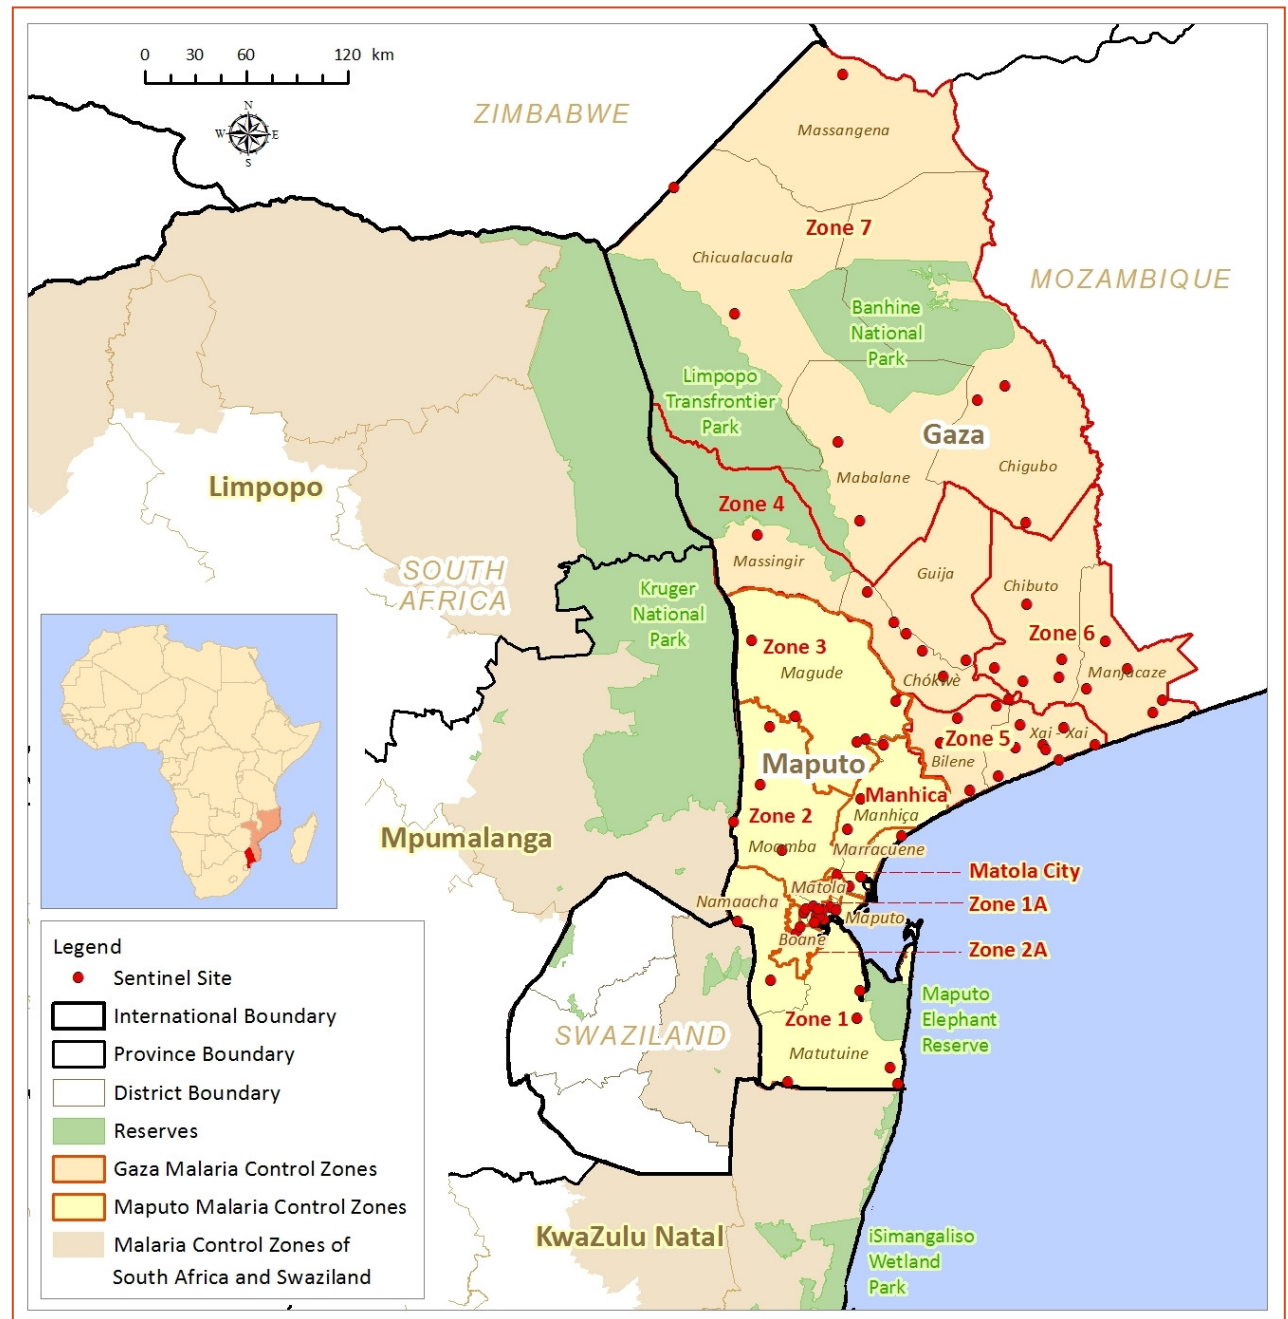 0 30 60 120 km
N
W E
S
ZIMBABWE
Massangena
Zone 7
Chicualacuala
MOZAMBIQUE
Banhine
National
Park
Limpopo
Transfrontier
Park
Gaza
Chigubo
Mabalane
Limpopo
Zone 4
Massingir
SOUTH
AFRICA
Guija
Chibuto
Kruger
National
Park
Zone 6
Zone 3
Magude
Manjacaze
Chókwè
Zone 5
Xai - Xai
Bilene
Maputo
Manhica
Manhiça
Zone 2
Moamba
Marracuene
Mpumalanga
Matola City
Matola
Namaacha
Zone 1A
Maputo
Boane
Zone 2A
Maputo
Elephant
Reserve
Zone 1
Matutuine
SWAZILAND
KwaZulu Natal
iSimangaliso
Wetland
Park
Legend
Sentinel Site
International Boundary
Province Boundary
District Boundary
Reserves
Gaza Malaria Control Zones
Maputo Malaria Control Zones
Malaria Control Zones of
South Africa and Swaziland